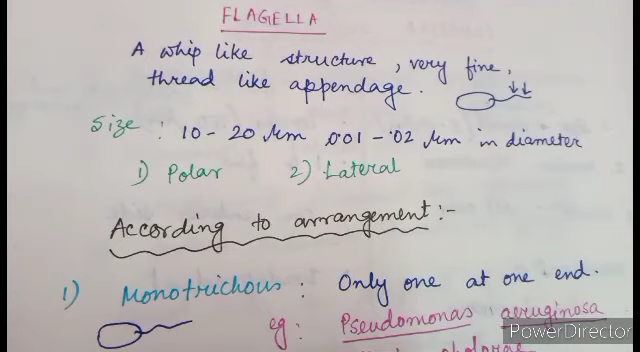 FLAGELLA
A whip like structure, very fine,
thread like appendage.
Size : 10 - 20 μm 0.01 - .02 μm in diameter
1) Polar 2) Lateral
According to arrangement :-
1) Monotrichous : Only one at one end.
eg : Pseudomonas aeruginosa
PowerDirector